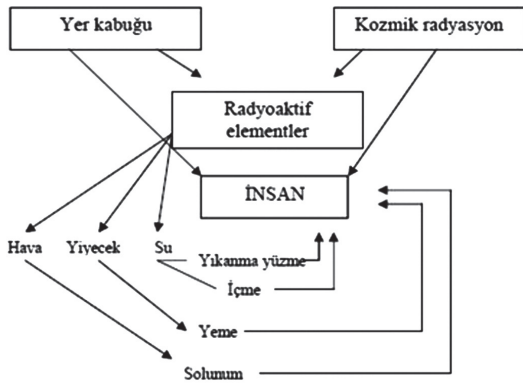 Yer kabuğu
Kozmik radyasyon
Radyoaktif
elementler
İNSAN
Hava
Yiyecek
Su
Yıkanma yüzme
İçme
Yeme
Solunum